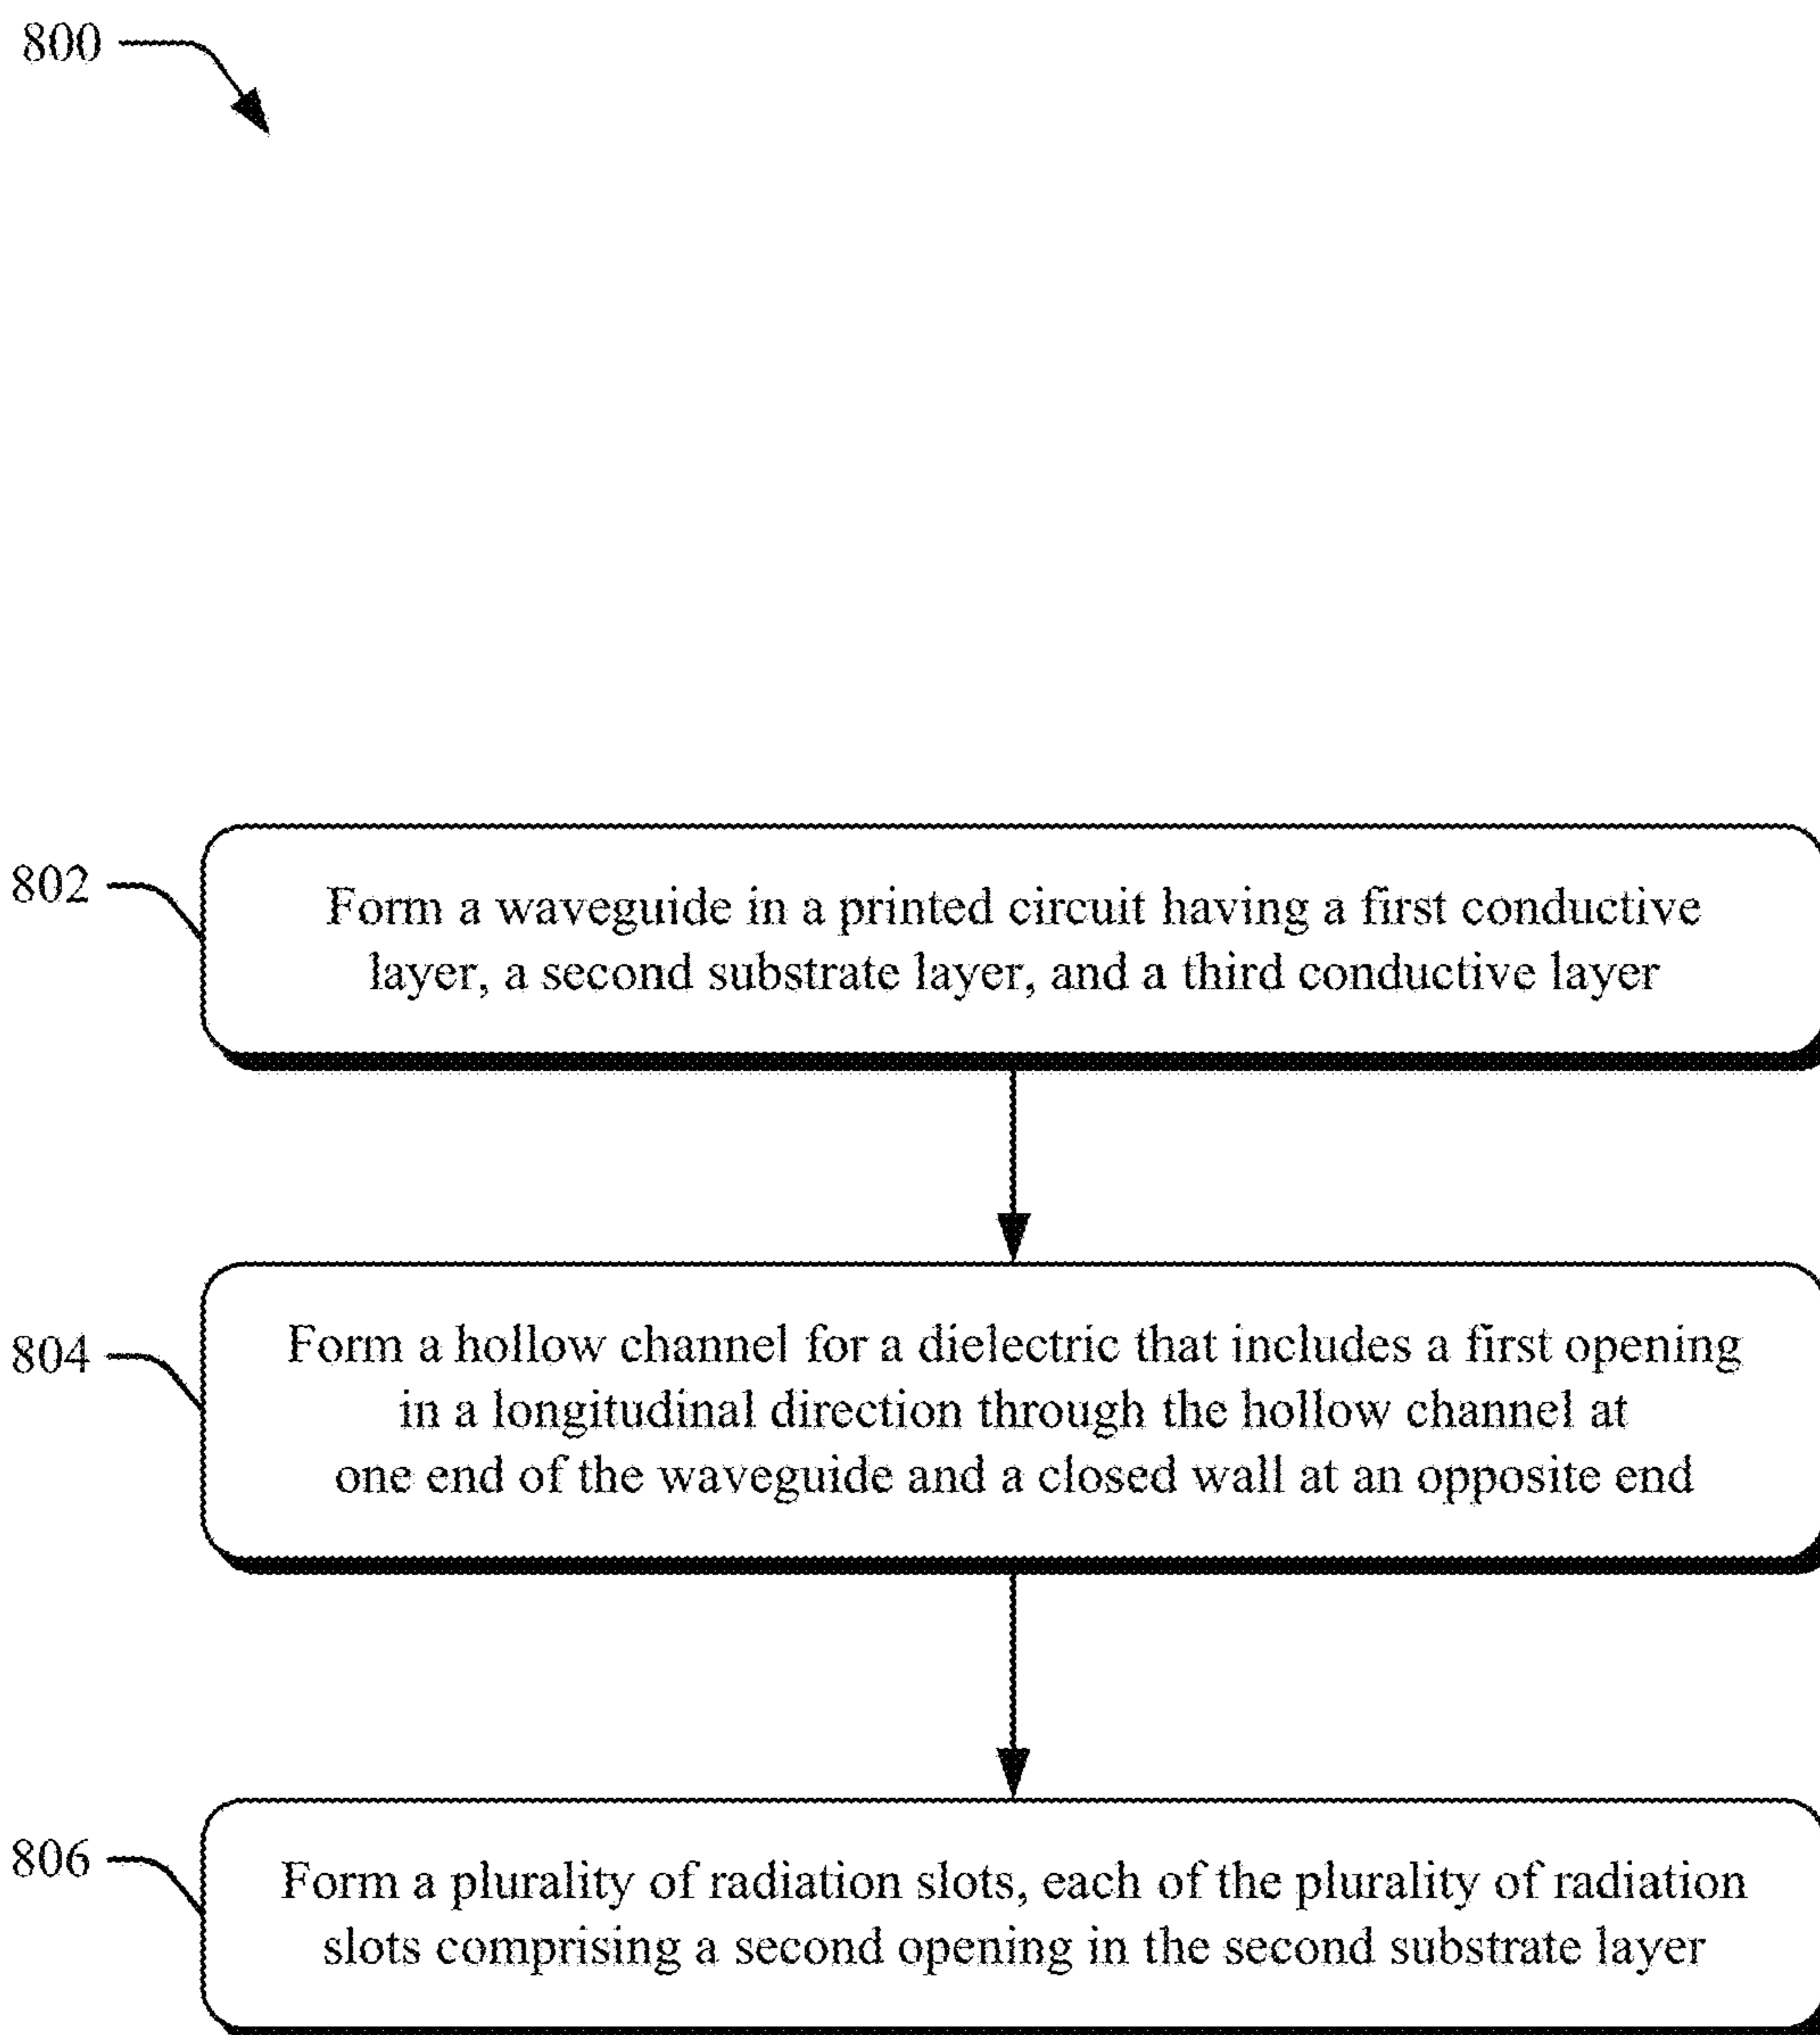 800
802
Form a waveguide in a printed circuit having a first conductive
layer, a second substrate layer, and a third conductive layer
804
Form a hollow channel for a dielectric that includes a first opening
in a longitudinal direction through the hollow channel at
one end of the waveguide and a closed wall at an opposite end
806
Form a plurality of radiation slots, each of the plurality of radiation
slots comprising a second opening in the second substrate layer